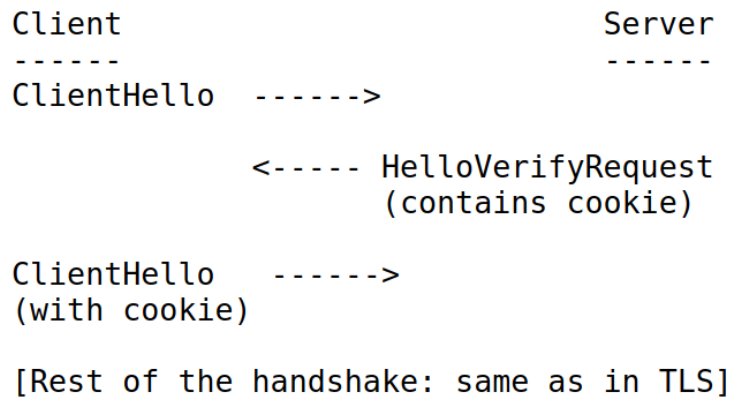 Client                          Server
------                          ------
ClientHello  ------>
             <----- HelloVerifyRequest
                    (contains cookie)
ClientHello   ------>
(with cookie)
[Rest of the handshake: same as in TLS]